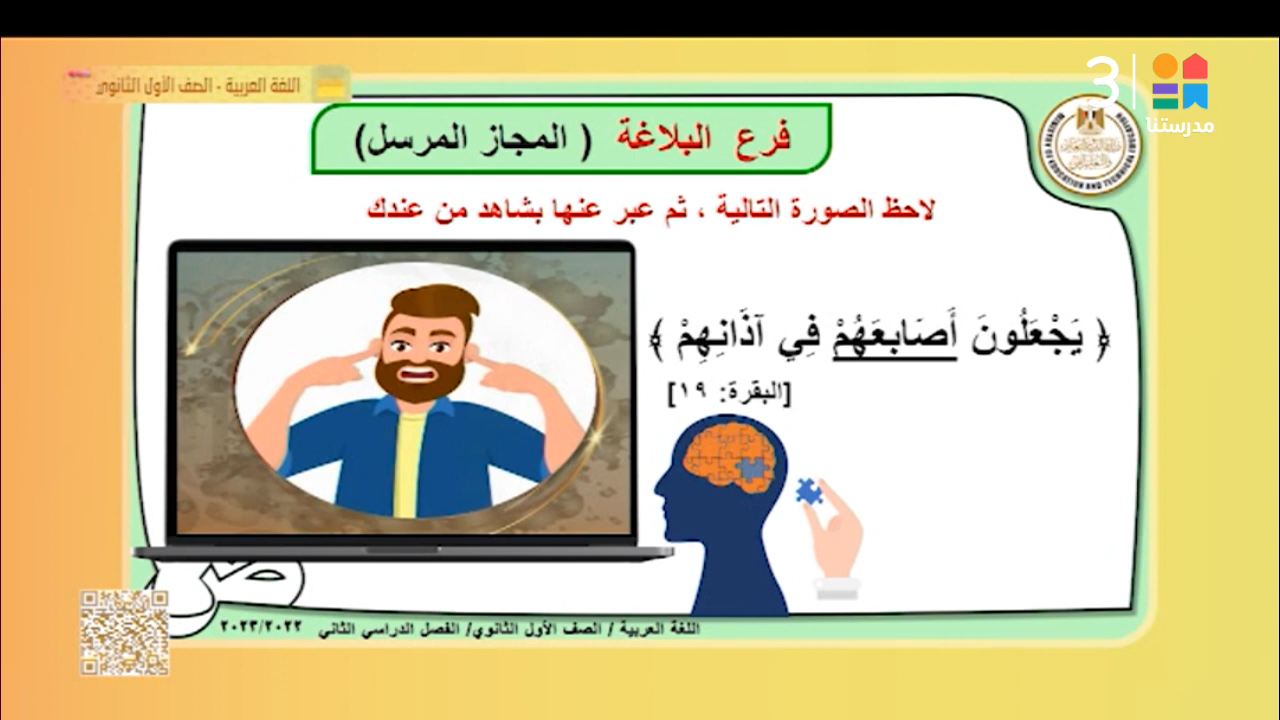 3
مدرستنا
اللغة العربية - الصف الأول الثانوي
فرع البلاغة ( المجاز المرسل)
لاحظ الصورة التالية ، ثم عبر عنها بشاهد من عندك
﴿ يَجْعَلُونَ أَصَابِعَهُمْ فِي آذَانِهِمْ ﴾
[البقرة: ١٩]
ض
اللغة العربية / الصف الأول الثانوي/ الفصل الدراسي الثاني ٢٠٢٣/٢٠٢٢